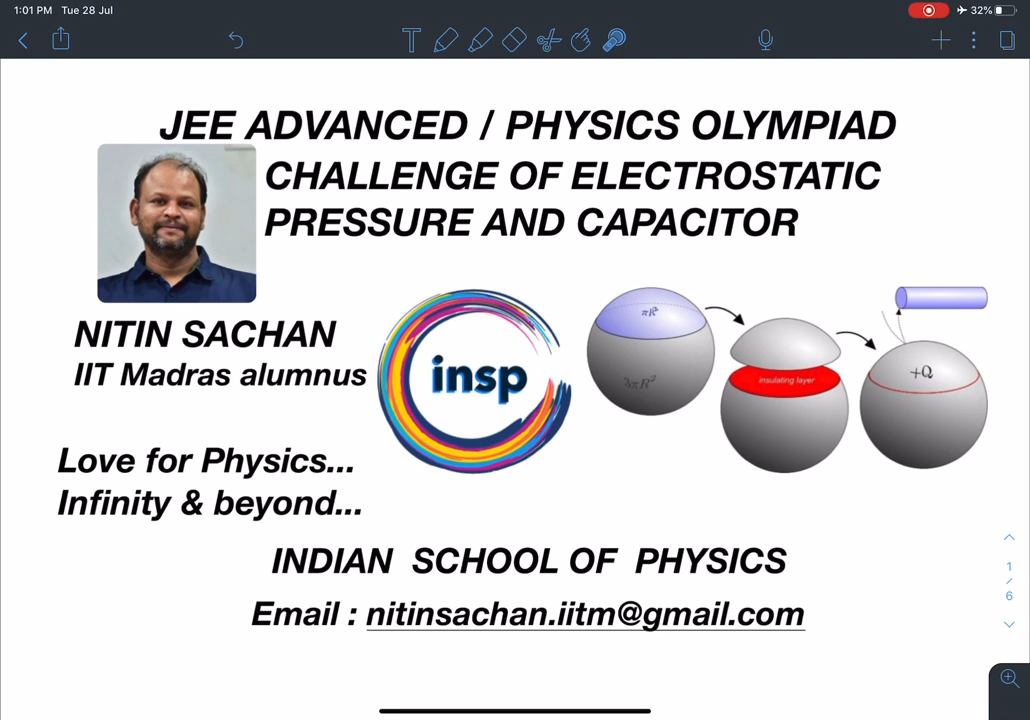 1:01 PM Tue 28 Jul
32%
JEE ADVANCED / PHYSICS OLYMPIAD
CHALLENGE OF ELECTROSTATIC
PRESSURE AND CAPACITOR
NITIN SACHAN
IIT Madras alumnus
insp
πR²
3πR²
insulating layer
+Q
Love for Physics...
Infinity & beyond...
INDIAN SCHOOL OF PHYSICS
Email : nitinsachan.iitm@gmail.com
1
/
6